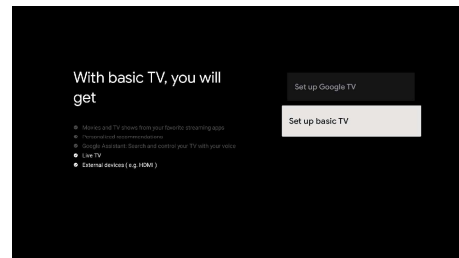 With basic TV, you will
get
Movies and TV shows from your favorite streaming apps
Personalized recommendations
Google Assistant: Search and control your TV with your voice
Live TV
External devices ( e.g. HDMI )
Set up Google TV
Set up basic TV